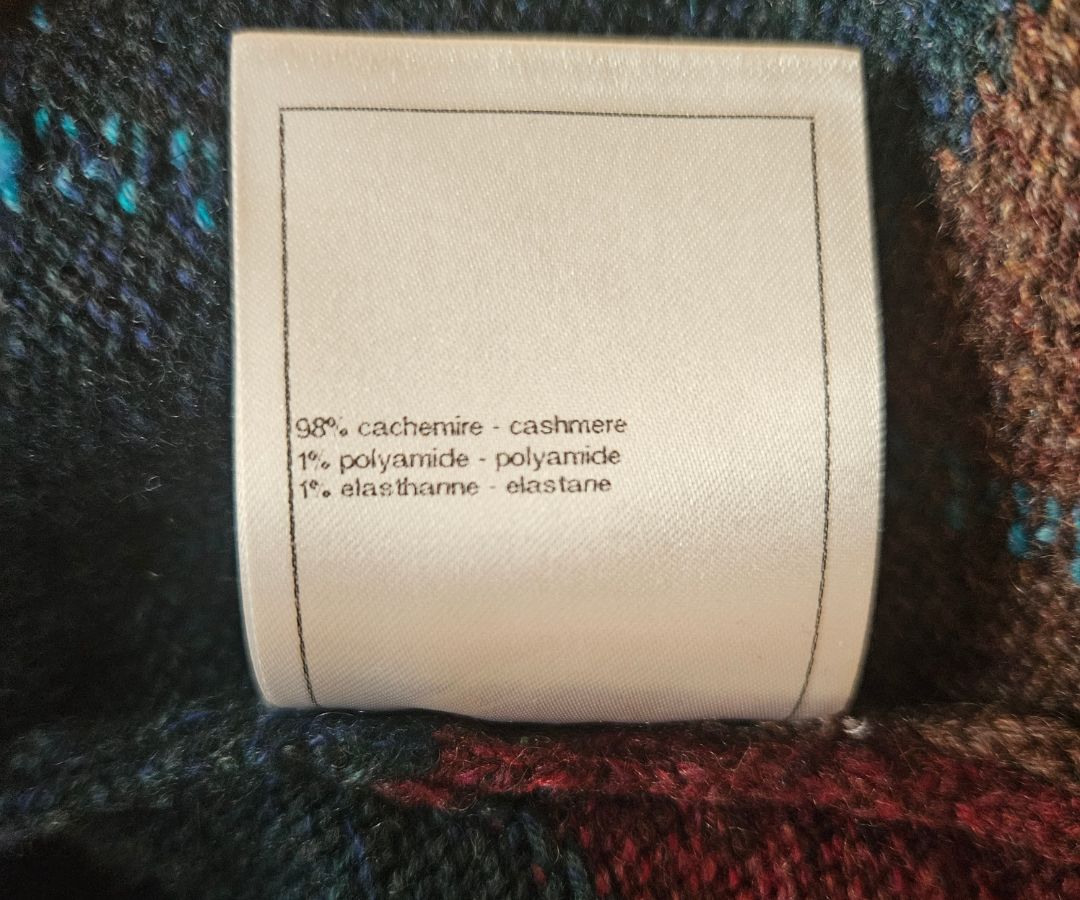 98% cachemire - cashmere
1% polyamide - polyamide
1% elasthanne - elastane